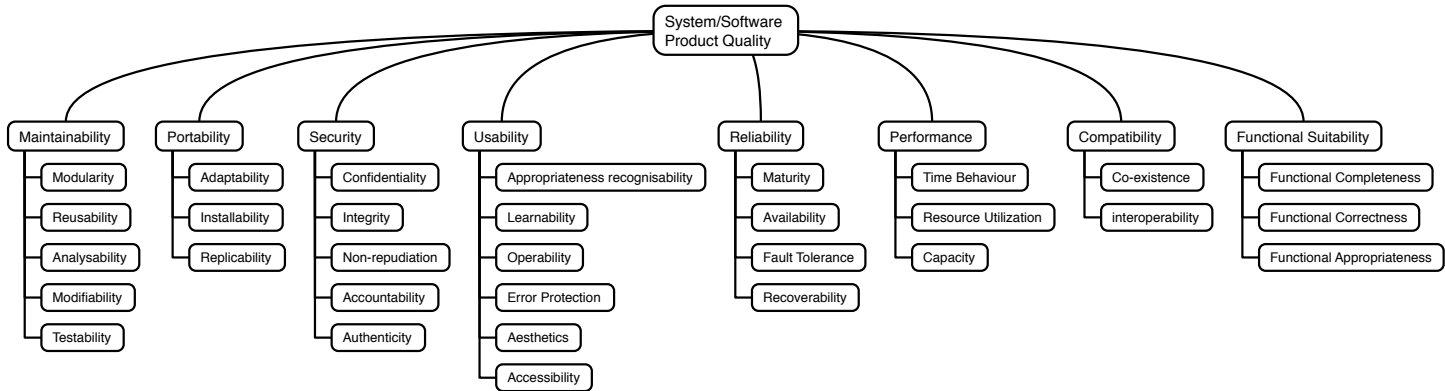 System/Software
Product Quality
Maintainability
Modularity
Reusability
Analysability
Modifiability
Testability
Portability
Adaptability
Installability
Replicability
Security
Confidentiality
Integrity
Non-repudiation
Accountability
Authenticity
Usability
Appropriateness recognisability
Learnability
Operability
Error Protection
Aesthetics
Accessibility
Reliability
Maturity
Availability
Fault Tolerance
Recoverability
Performance
Time Behaviour
Resource Utilization
Capacity
Compatibility
Co-existence
interoperability
Functional Suitability
Functional Completeness
Functional Correctness
Functional Appropriateness